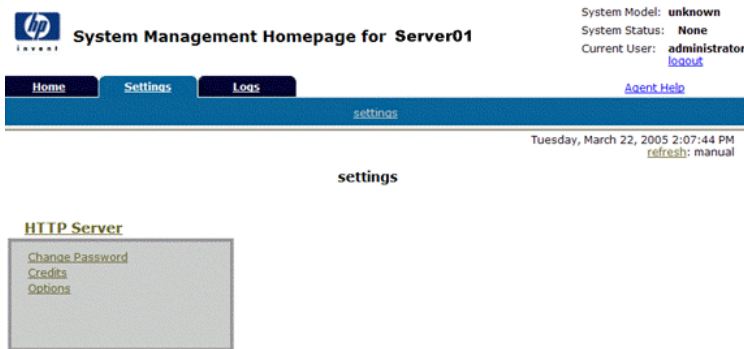 hp
invent
System Management Homepage for Server01
System Model: unknown
System Status: None
Current User: administrator
logout
Home Settings Logs Agent Help
settings
Tuesday, March 22, 2005 2:07:44 PM
refresh: manual
settings
HTTP Server
Change Password
Credits
Options